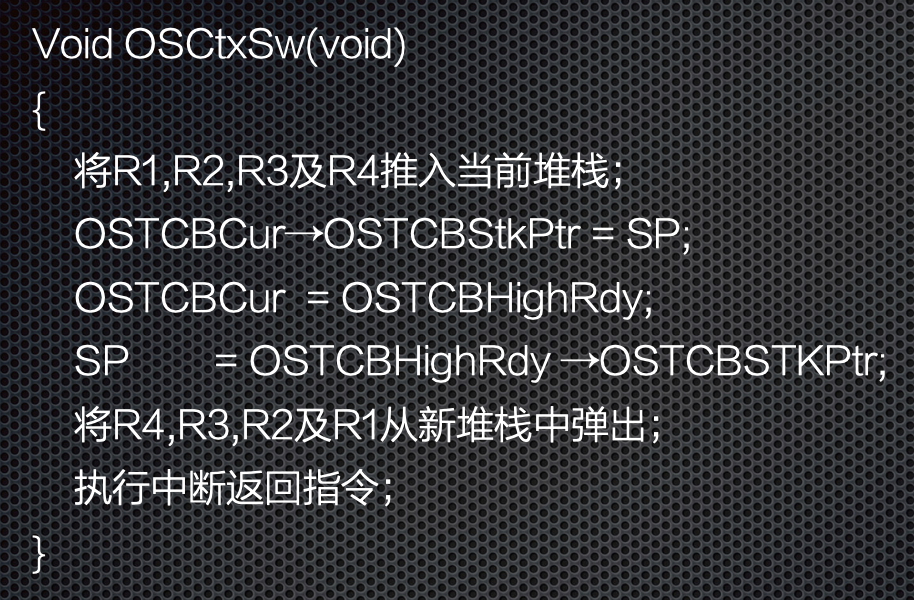 Void OSCtxSw(void)
{
将R1,R2,R3及R4推入当前堆栈;
OSTCBCur→OSTCBStkPtr = SP;
OSTCBCur = OSTCBHighRdy;
SP = OSTCBHighRdy →OSTCBSTKPtr;
将R4,R3,R2及R1从新堆栈中弹出;
执行中断返回指令;
}